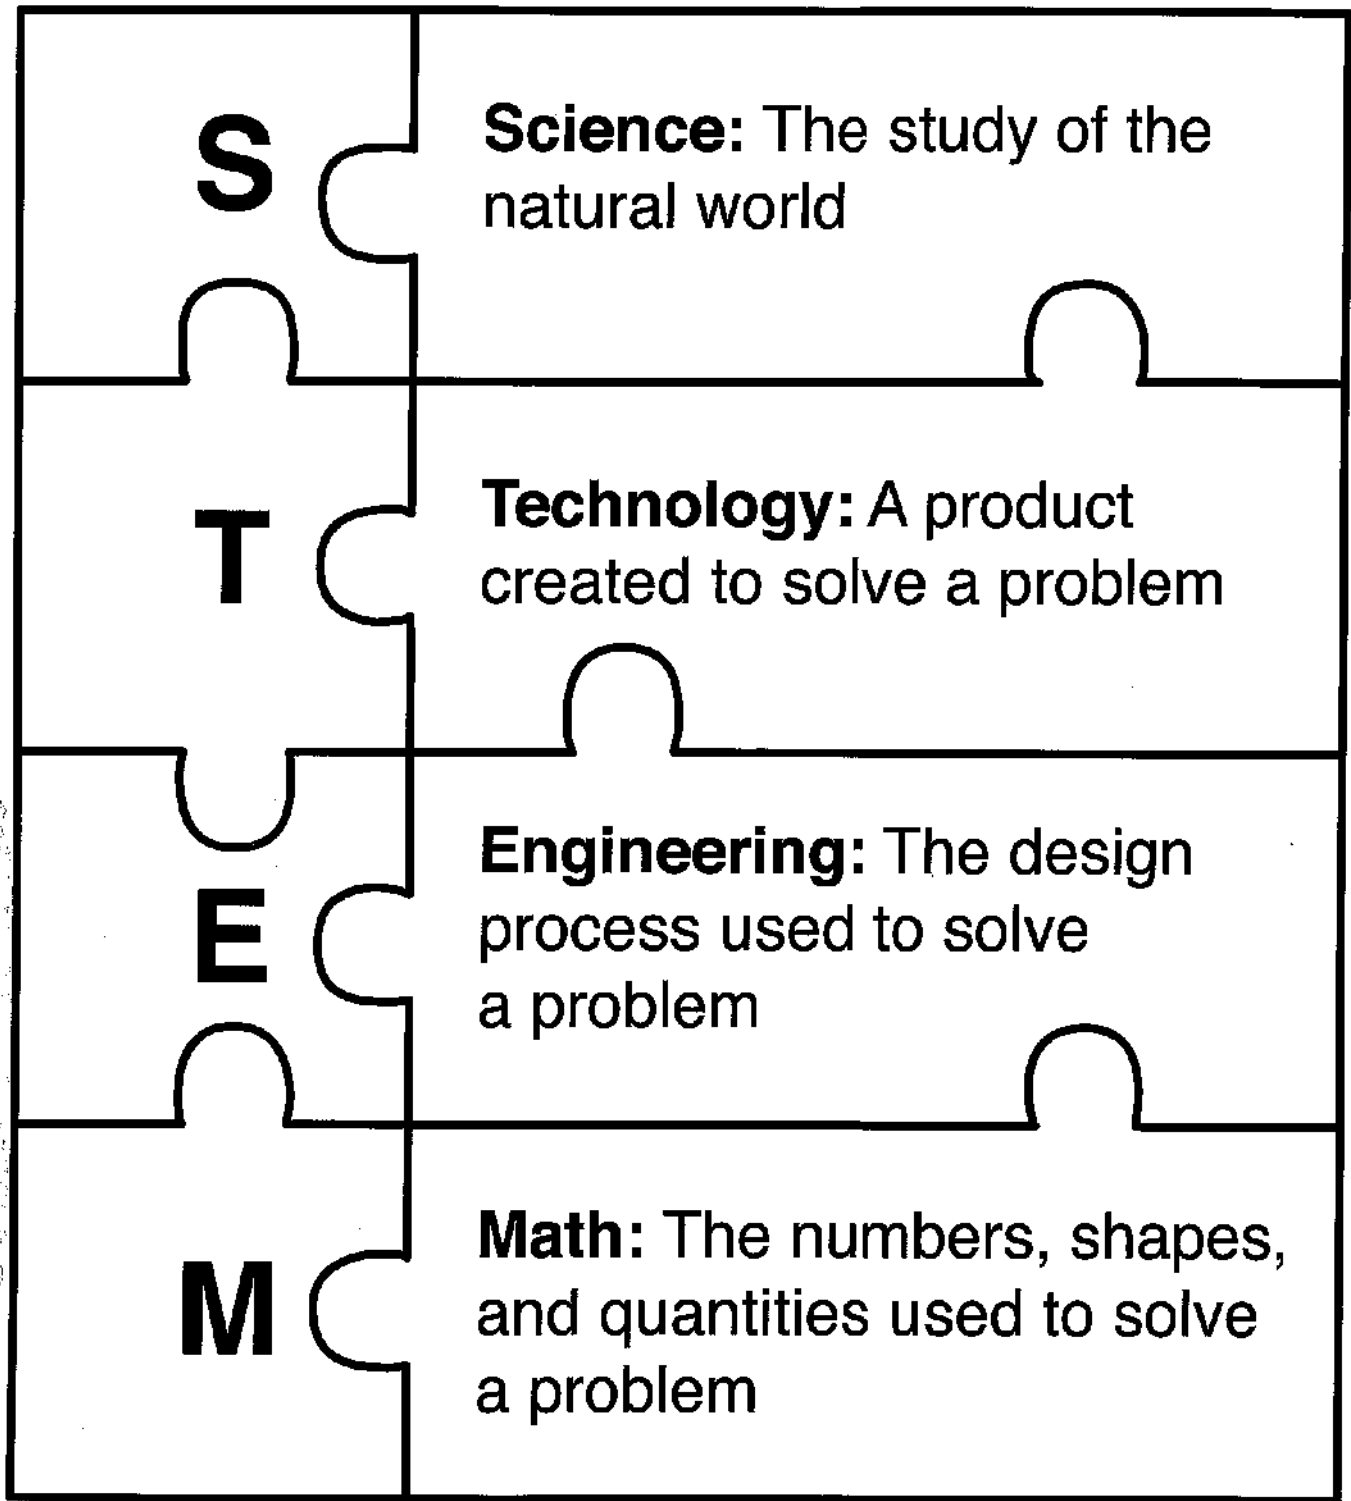 S
Science: The study of the
natural world
T
Technology: A product
created to solve a problem
E
Engineering: The design
process used to solve
a problem
M
Math: The numbers, shapes,
and quantities used to solve
a problem